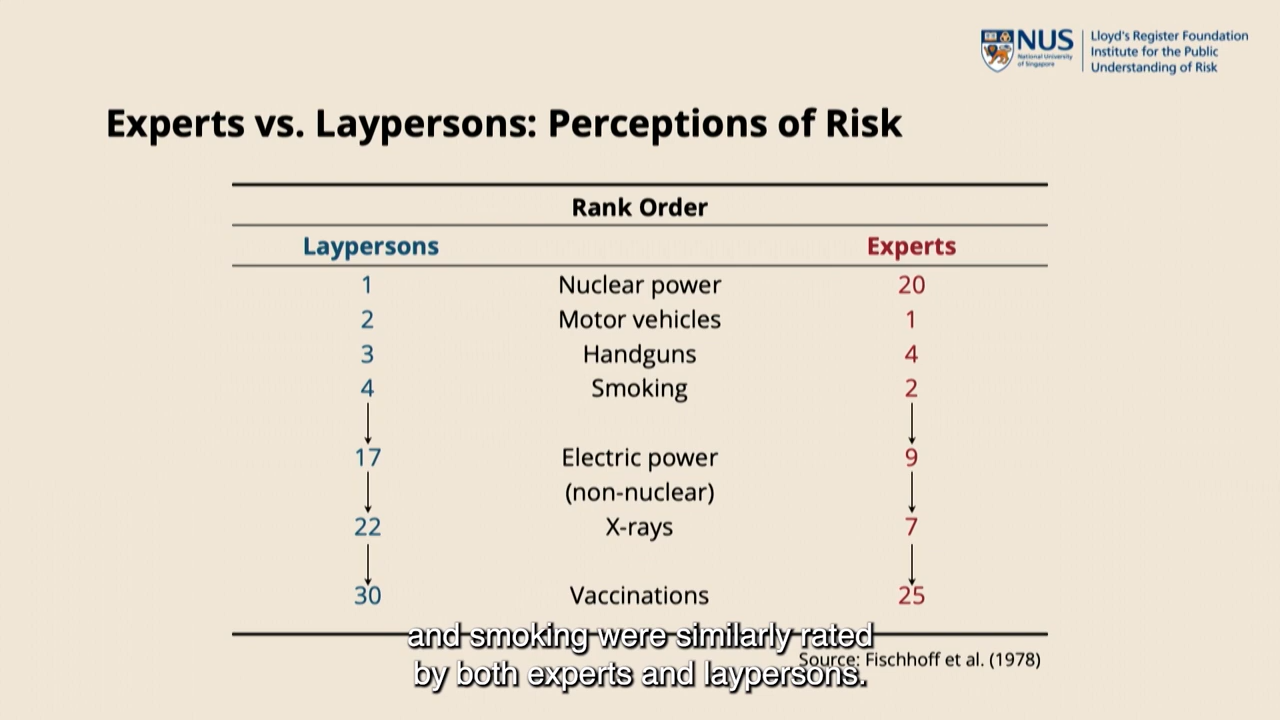 NUS
National University
of Singapore
Lloyd's Register Foundation
Institute for the Public
Understanding of Risk
Experts vs. Laypersons: Perceptions of Risk
Rank Order
Laypersons Experts
1 Nuclear power 20
2 Motor vehicles 1
3 Handguns 4
4 Smoking 2
17 Electric power 9
(non-nuclear)
22 X-rays 7
30 Vaccinations 25
and smoking were similarly rated
by both experts and laypersons.
Source: Fischhoff et al. (1978)